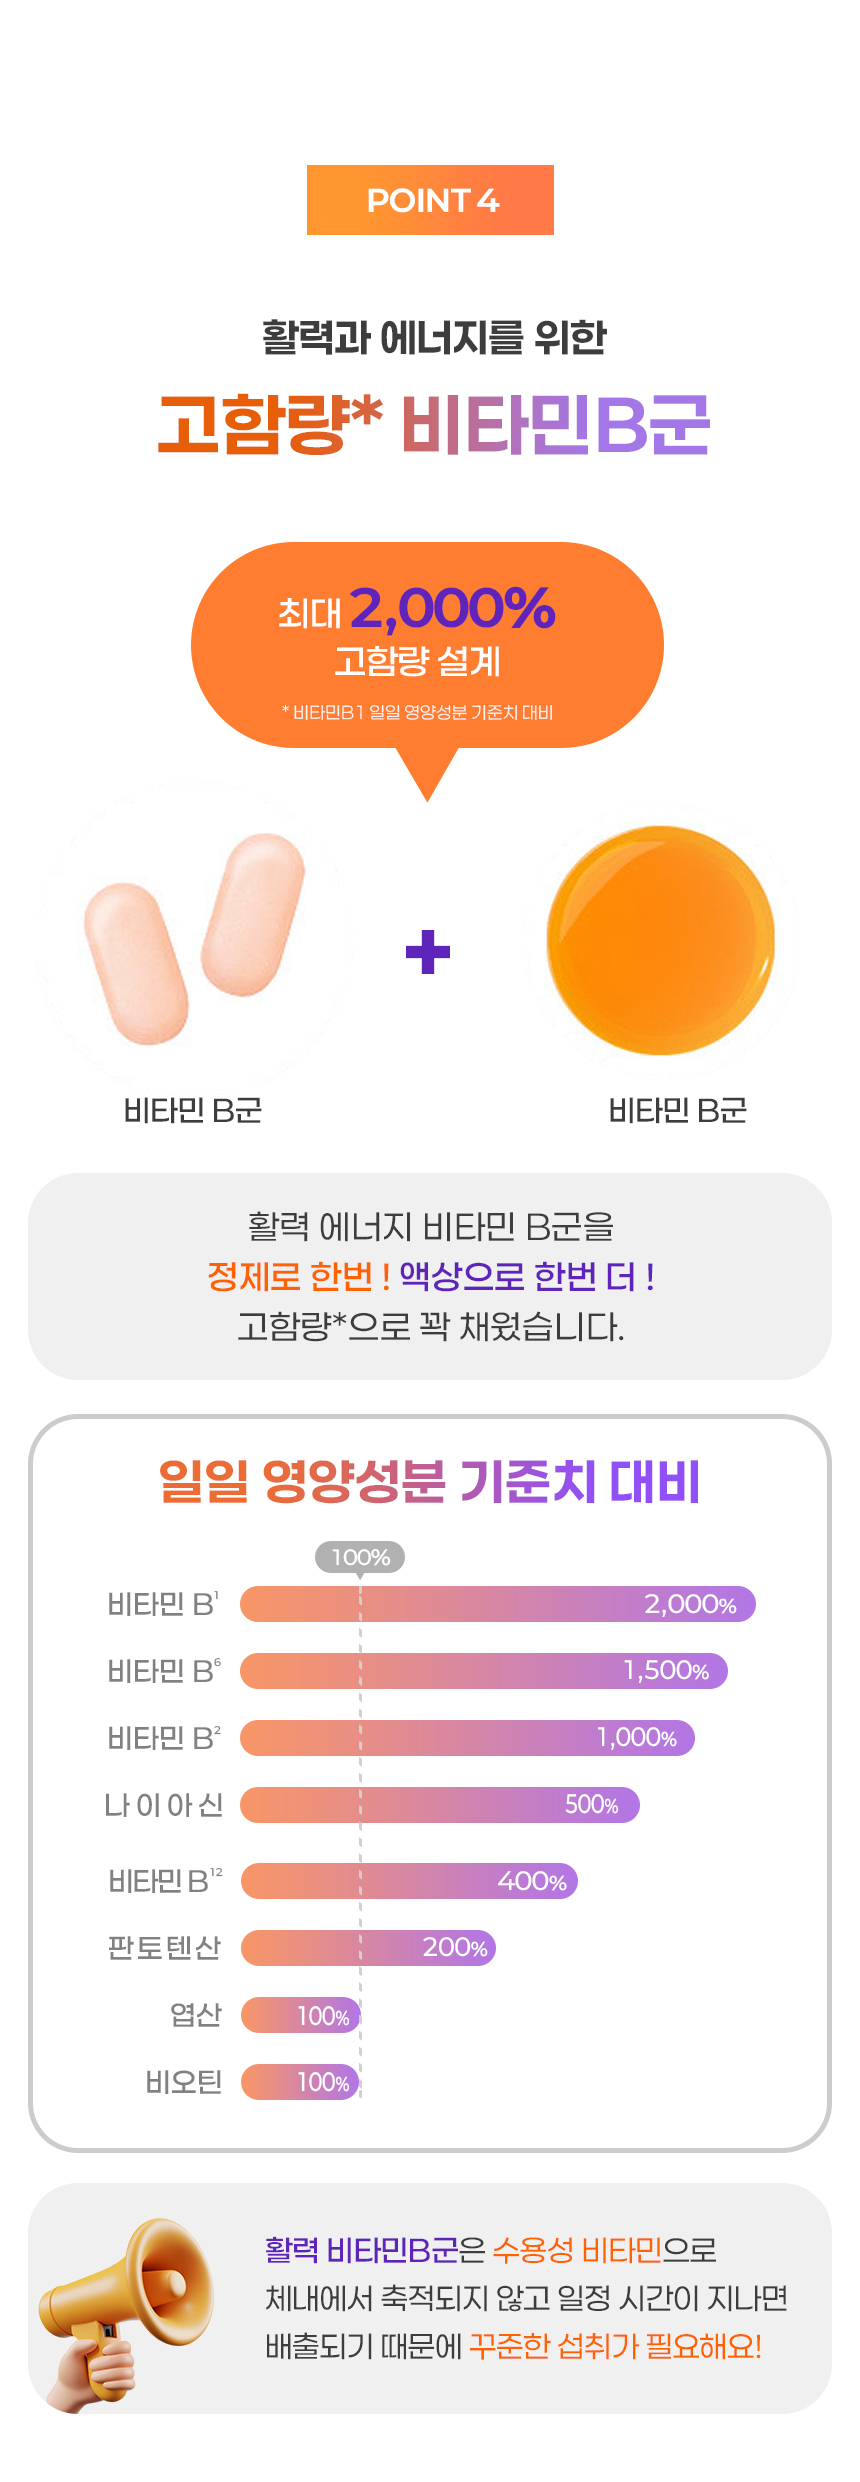 POINT 4
활력과 에너지를 위한
고함량* 비타민B군
최대 2,000%
고함량 설계
* 비타민B1 일일 영양성분 기준치 대비
비타민 B군
비타민 B군
활력 에너지 비타민 B군을
정제로 한번 ! 액상으로 한번 더 !
고함량*으로 꽉 채웠습니다.
일일 영양성분 기준치 대비
100%
비타민 B¹ 2,000%
비타민 B⁶ 1,500%
비타민 B² 1,000%
나이아신 500%
비타민 B¹² 400%
판토텐산 200%
엽산 100%
비오틴 100%
활력 비타민B군은 수용성 비타민으로
체내에서 축적되지 않고 일정 시간이 지나면
배출되기 때문에 꾸준한 섭취가 필요해요!